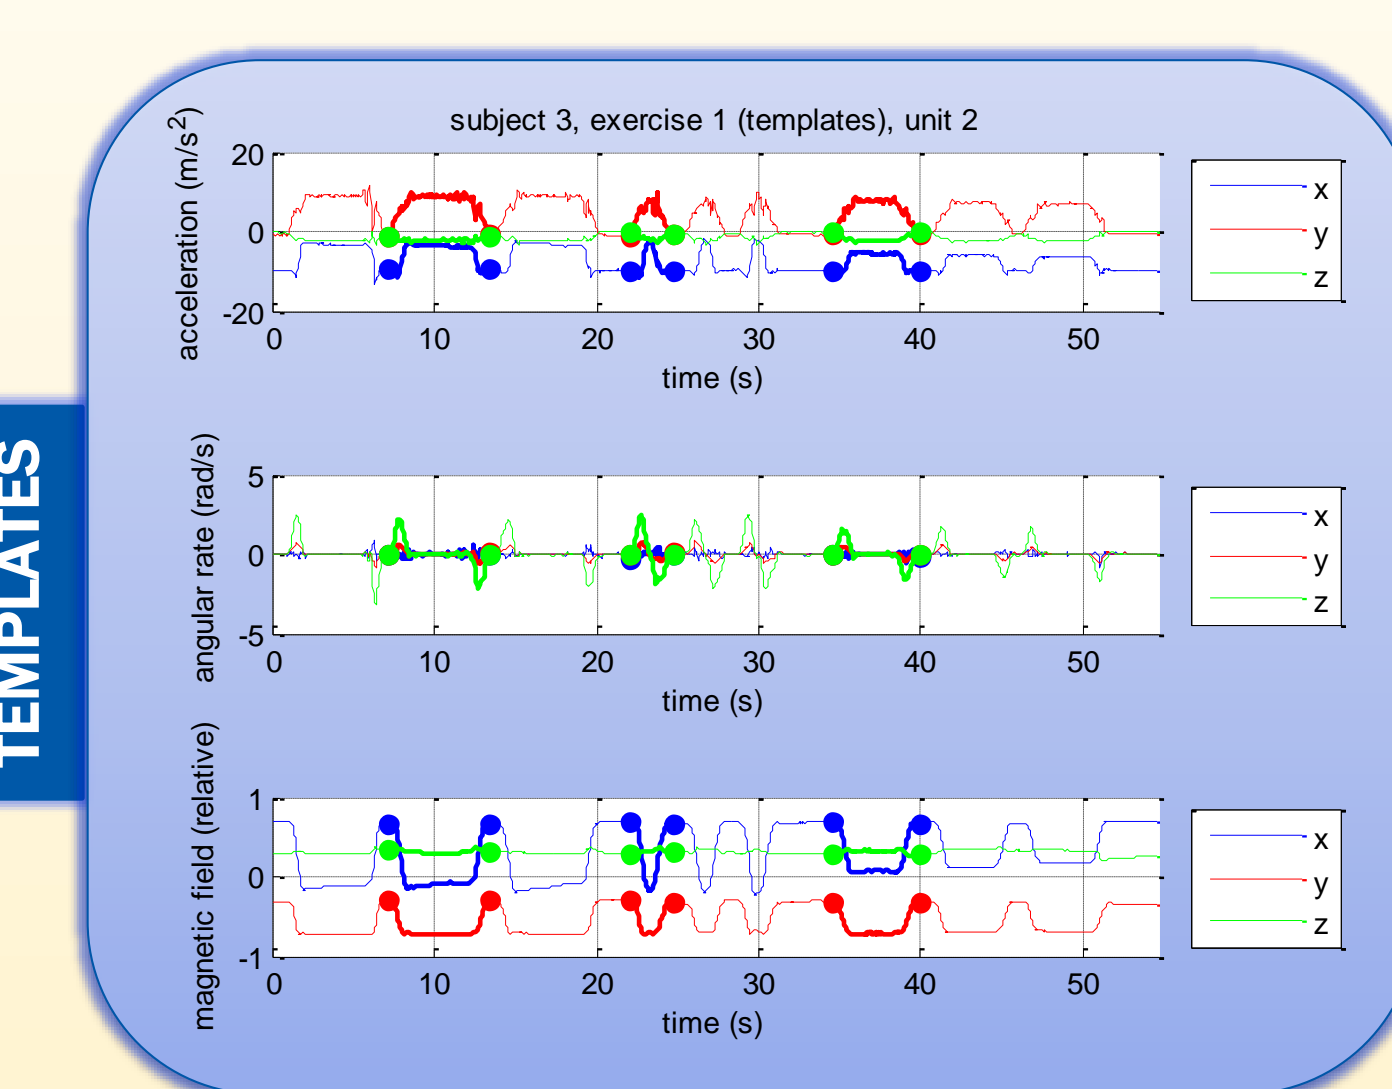 TEMPLATES
subject 3, exercise 1 (templates), unit 2
acceleration (m/s²)
20
0
-20
0 10 20 30 40 50
time (s)
x
y
z
angular rate (rad/s)
5
0
-5
0 10 20 30 40 50
time (s)
x
y
z
magnetic field (relative)
1
0
-1
0 10 20 30 40 50
time (s)
x
y
z